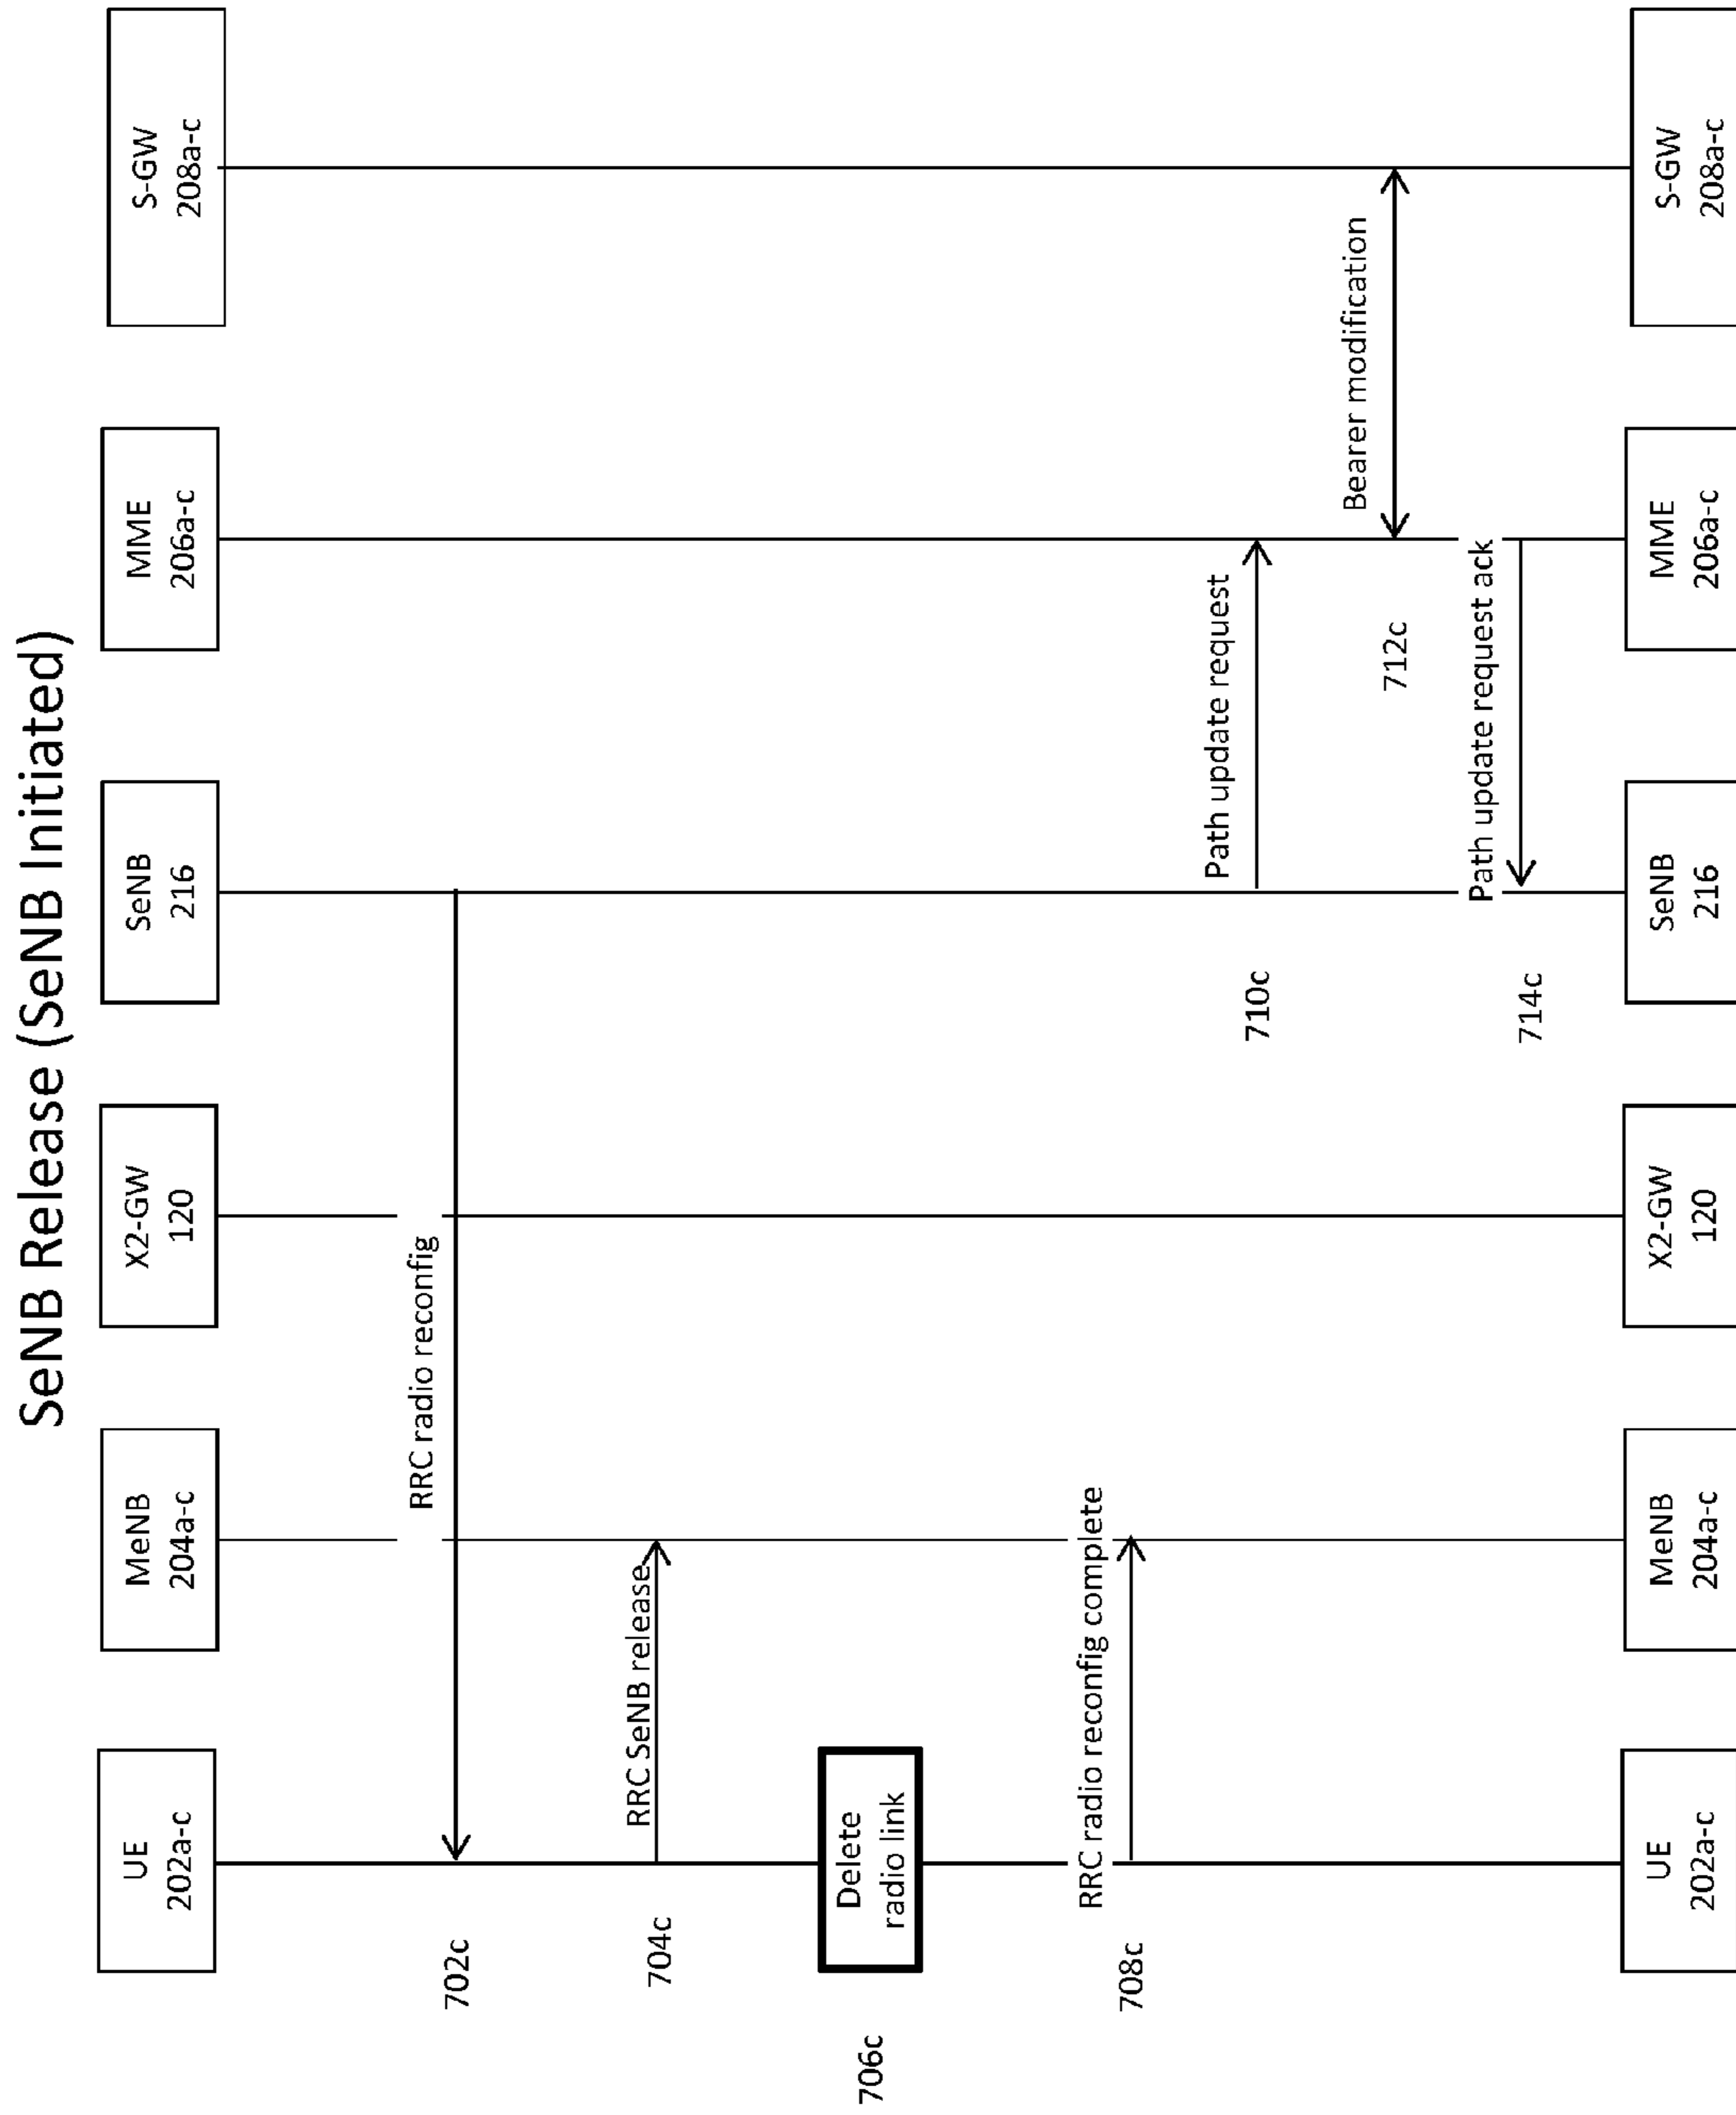 SeNB Release (SeNB Initiated)
UE
202a-c
MeNB
204a-c
X2-GW
120
SeNB
216
MME
206a-c
S-GW
208a-c
RRC radio reconfig
702c
RRC SeNB release
704c
Delete
radio link
706c
RRC radio reconfig complete
708c
Path update request
710c
Bearer modification
712c
Path update request ack
714c
UE
202a-c
MeNB
204a-c
X2-GW
120
SeNB
216
MME
206a-c
S-GW
208a-c